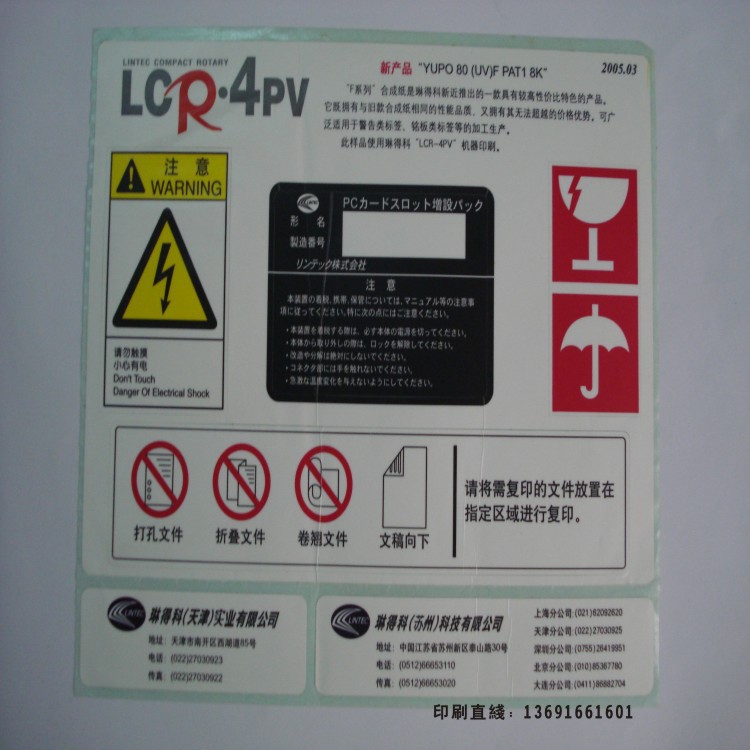 LINTEC COMPACT ROTARY
LCR·4PV
新产品 "YUPO 80 (UV)F PAT1 8K"
2005.03
"F系列"合成纸是琳得科新近推出的一款具有较高性价比特色的产品。
它既拥有与旧款合成纸相同的性能品质，又拥有其无法超越的价格优势。可广
泛适用于警告类标签、铭板类标签等的加工生产。
此样品使用琳得科"LCR-4PV"机器印刷。
注 意
WARNING
请勿触摸
小心有电
Don't Touch
Danger Of Electrical Shock
LINTEC
PCカードスロット増設パック
形 名
製造番号
リンテック株式会社
注 意
本装置の着脱、携帯、保管については、マニュアル等の注意事
項に従ってください。特に次の点にはご注意ください。
・本装置を着脱する際は、必ず本体の電源を切ってください。
・本体から取り外しの際は、ロックを解除してください。
・改造や分解は絶対にしないでください。
・コネクタ部には手を触れないでください。
・急激な温度変化を与えないようにしてください。
打孔文件
折叠文件
卷翘文件
文稿向下
请将需复印的文件放置在
指定区域进行复印。
LINTEC
琳得科(天津)实业有限公司
地址: 天津市南开区西湖道85号
电话: (022)27030923
传真: (022)27030922
LINTEC
琳得科(苏州)科技有限公司
地址: 中国江苏省苏州新区泰山路30号
电话: (0512)66653110
传真: (0512)66653020
上海分公司:(021)62092620
天津分公司:(022)27030925
深圳分公司:(0755)26419951
北京分公司:(010)85367780
大连分公司:(0411)86882704
印刷直綫：13691661601